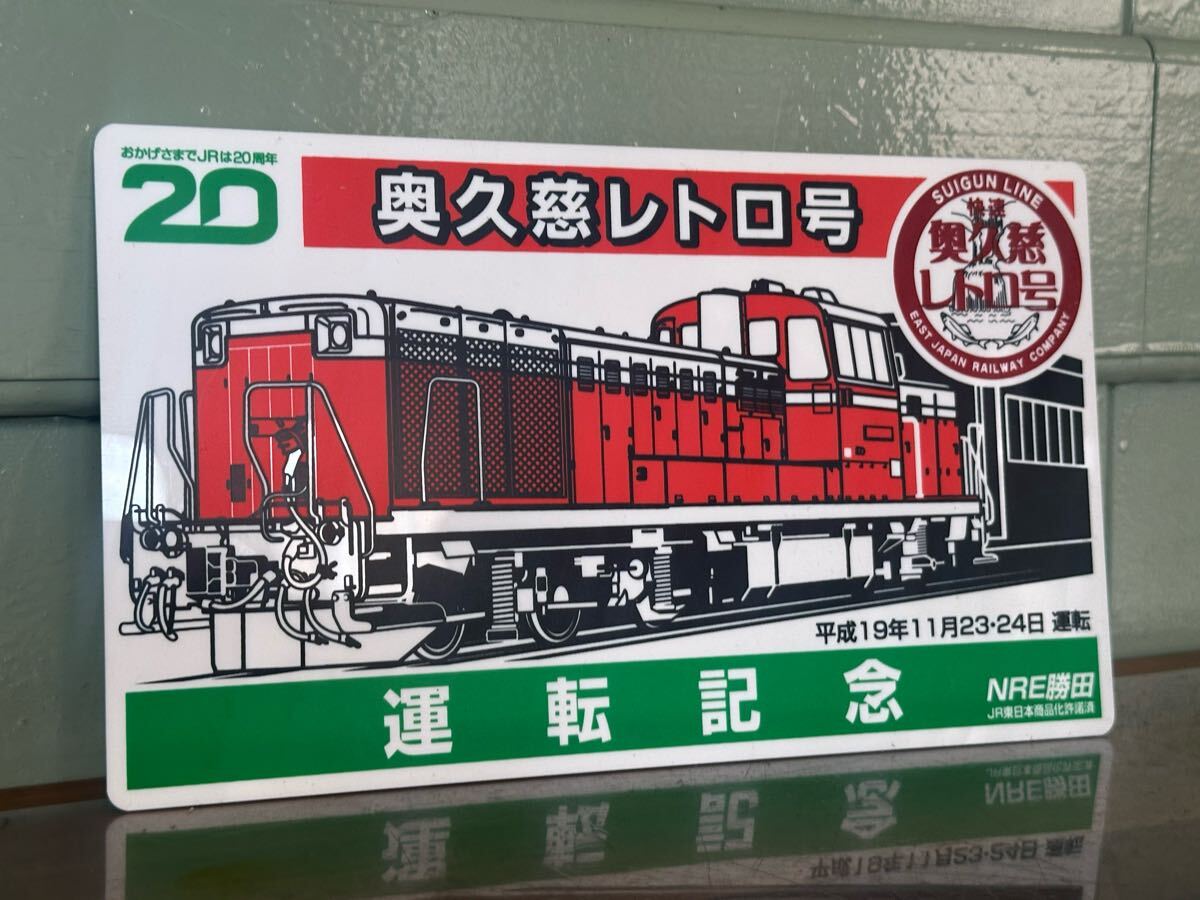 おかげさまでJRは20周年
20
奥久慈レトロ号
SUIGUN LINE
快速
奥久慈
レトロ号
EAST JAPAN RAILWAY COMPANY
平成19年11月23・24日 運転
運転記念
NRE勝田
JR東日本商品化許諾済